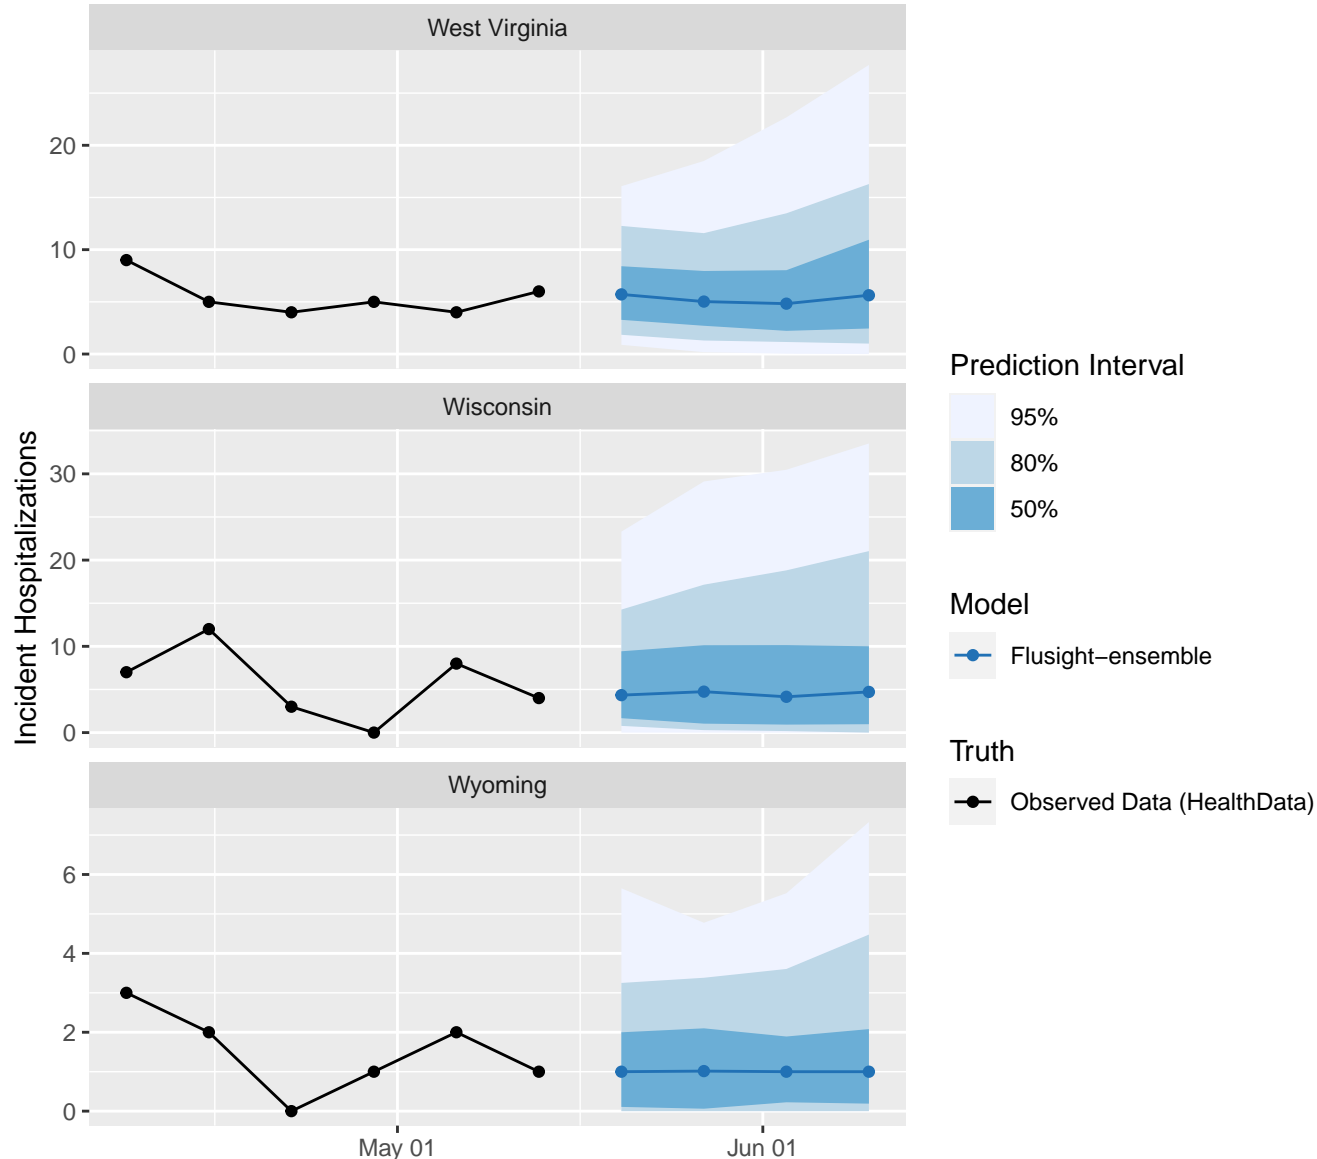 West Virginia
20
10
0
Wisconsin
30
20
10
0
Wyoming
6
4
2
0
May 01
Jun 01
Incident Hospitalizations
Prediction Interval
95%
80%
50%
Model
Flusight−ensemble
Truth
Observed Data (HealthData)